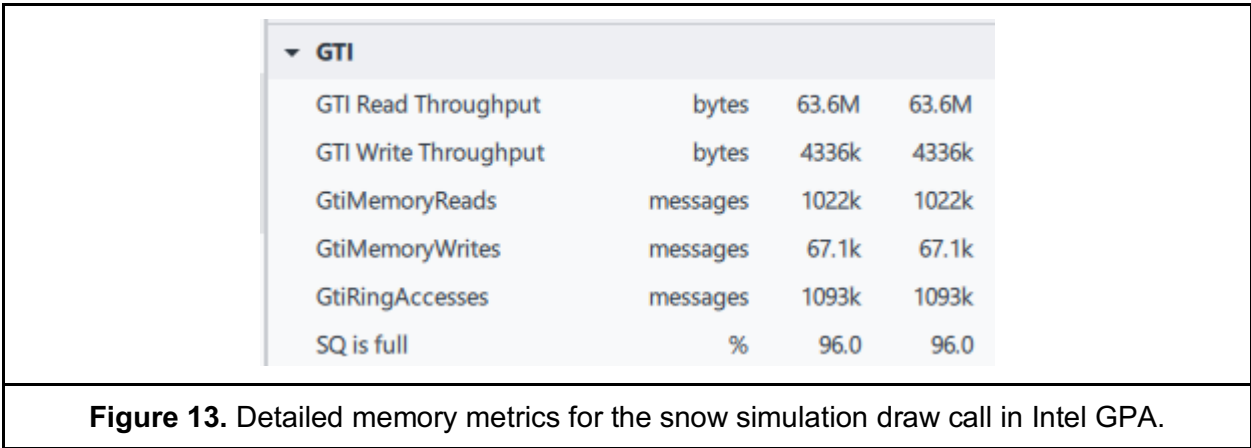 GTI
GTI Read Throughput bytes 63.6M 63.6M
GTI Write Throughput bytes 4336k 4336k
GtiMemoryReads messages 1022k 1022k
GtiMemoryWrites messages 67.1k 67.1k
GtiRingAccesses messages 1093k 1093k
SQ is full % 96.0 96.0
Figure 13. Detailed memory metrics for the snow simulation draw call in Intel GPA.